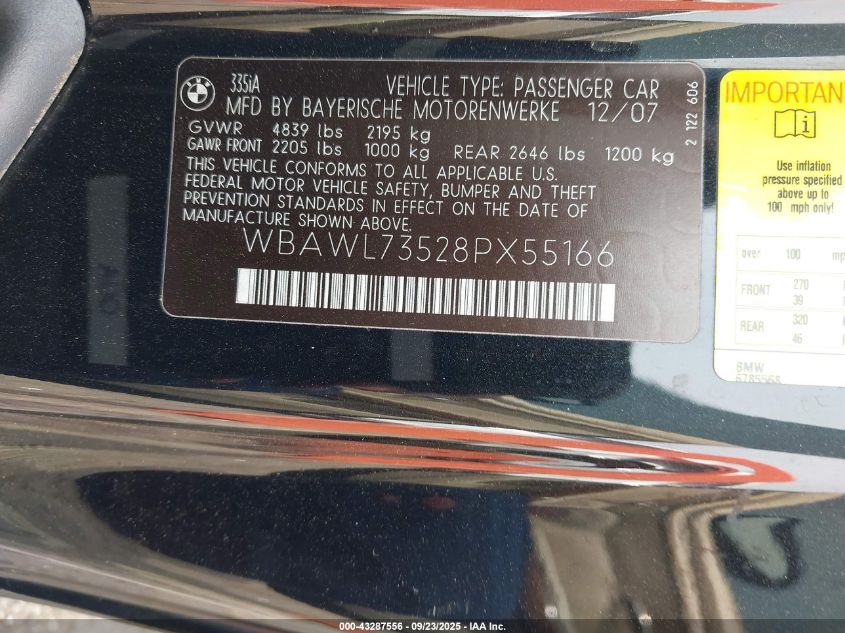 BMW
335iA
VEHICLE TYPE: PASSENGER CAR
MFD BY BAYERISCHE MOTORENWERKE 12/07
GVWR 4839 lbs 2195 kg
GAWR FRONT 2205 lbs 1000 kg REAR 2646 lbs 1200 kg
THIS VEHICLE CONFORMS TO ALL APPLICABLE U.S.
FEDERAL MOTOR VEHICLE SAFETY, BUMPER AND THEFT
PREVENTION STANDARDS IN EFFECT ON THE DATE OF
MANUFACTURE SHOWN ABOVE.
WBAWL73528PX55166
2 122 606
IMPORTAN
i
Use inflation
pressure specified
above up to
100 mph only!
over 100 mp
FRONT 270
39
REAR 320
46
BMW
6785568
000-43287556 - 09/23/2025 - IAA Inc.